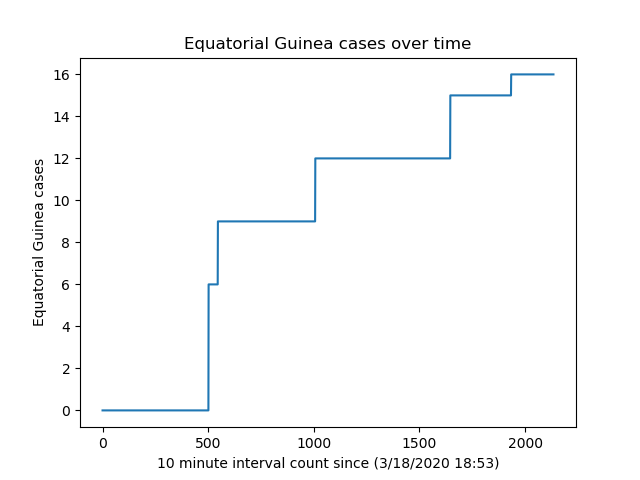 Equatorial Guinea cases over time
Equatorial Guinea cases
16
14
12
10
8
6
4
2
0
0 500 1000 1500 2000
10 minute interval count since (3/18/2020 18:53)